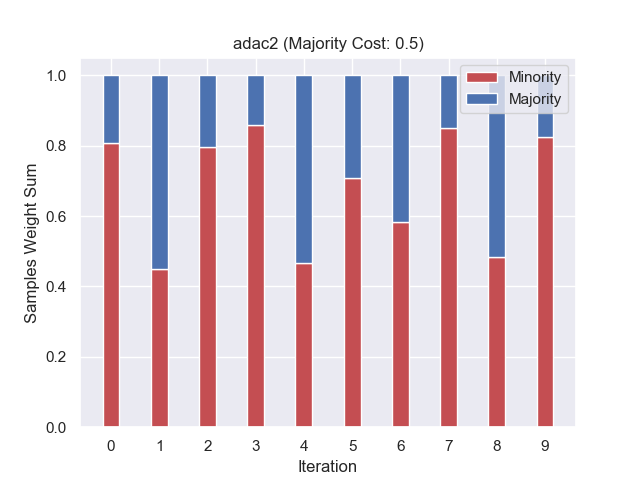 adac2 (Majority Cost: 0.5)
Minority
Majority
1.0
0.8
0.6
0.4
0.2
0.0
Samples Weight Sum
0 1 2 3 4 5 6 7 8 9
Iteration